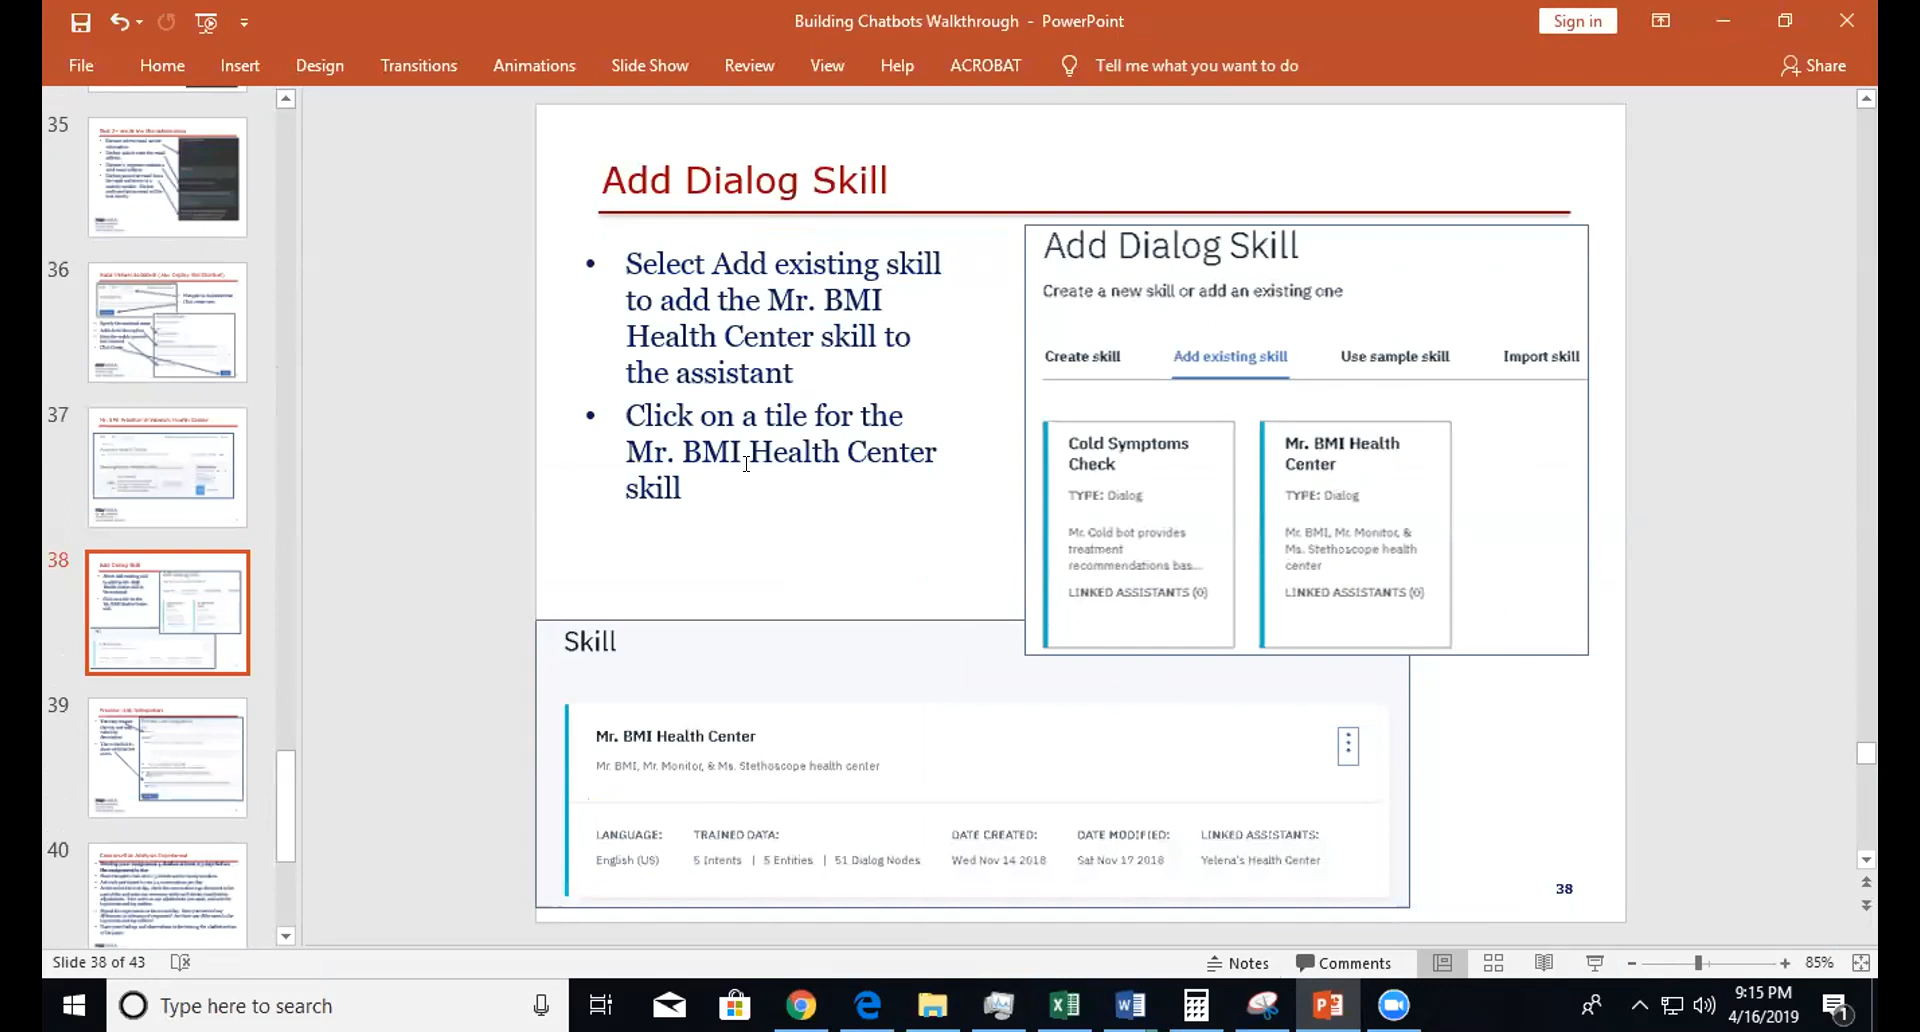 Building Chatbots Walkthrough - PowerPoint
Sign in
File Home Insert Design Transitions Animations Slide Show Review View Help ACROBAT Tell me what you want to do Share
35
36
37
38
39
40
Add Dialog Skill
• Select Add existing skill
to add the Mr. BMI
Health Center skill to
the assistant
• Click on a tile for the
Mr. BMI Health Center
skill
Add Dialog Skill
Create a new skill or add an existing one
Create skill Add existing skill Use sample skill Import skill
Cold Symptoms
Check
TYPE: Dialog
Mr. Cold bot provides
treatment
recommendations bas...
LINKED ASSISTANTS (0)
Mr. BMI Health
Center
TYPE: Dialog
Mr. BMI, Mr. Monitor, &
Ms. Stethoscope health
center
LINKED ASSISTANTS (0)
Skill
Mr. BMI Health Center
Mr. BMI, Mr. Monitor, & Ms. Stethoscope health center
LANGUAGE: TRAINED DATA: DATE CREATED: DATE MODIFIED: LINKED ASSISTANTS:
English (US) 5 Intents | 5 Entities | 51 Dialog Nodes Wed Nov 14 2018 Sat Nov 17 2018 Yelena's Health Center
38
Slide 38 of 43
Notes Comments 85%
Type here to search
9:15 PM
4/16/2019
1